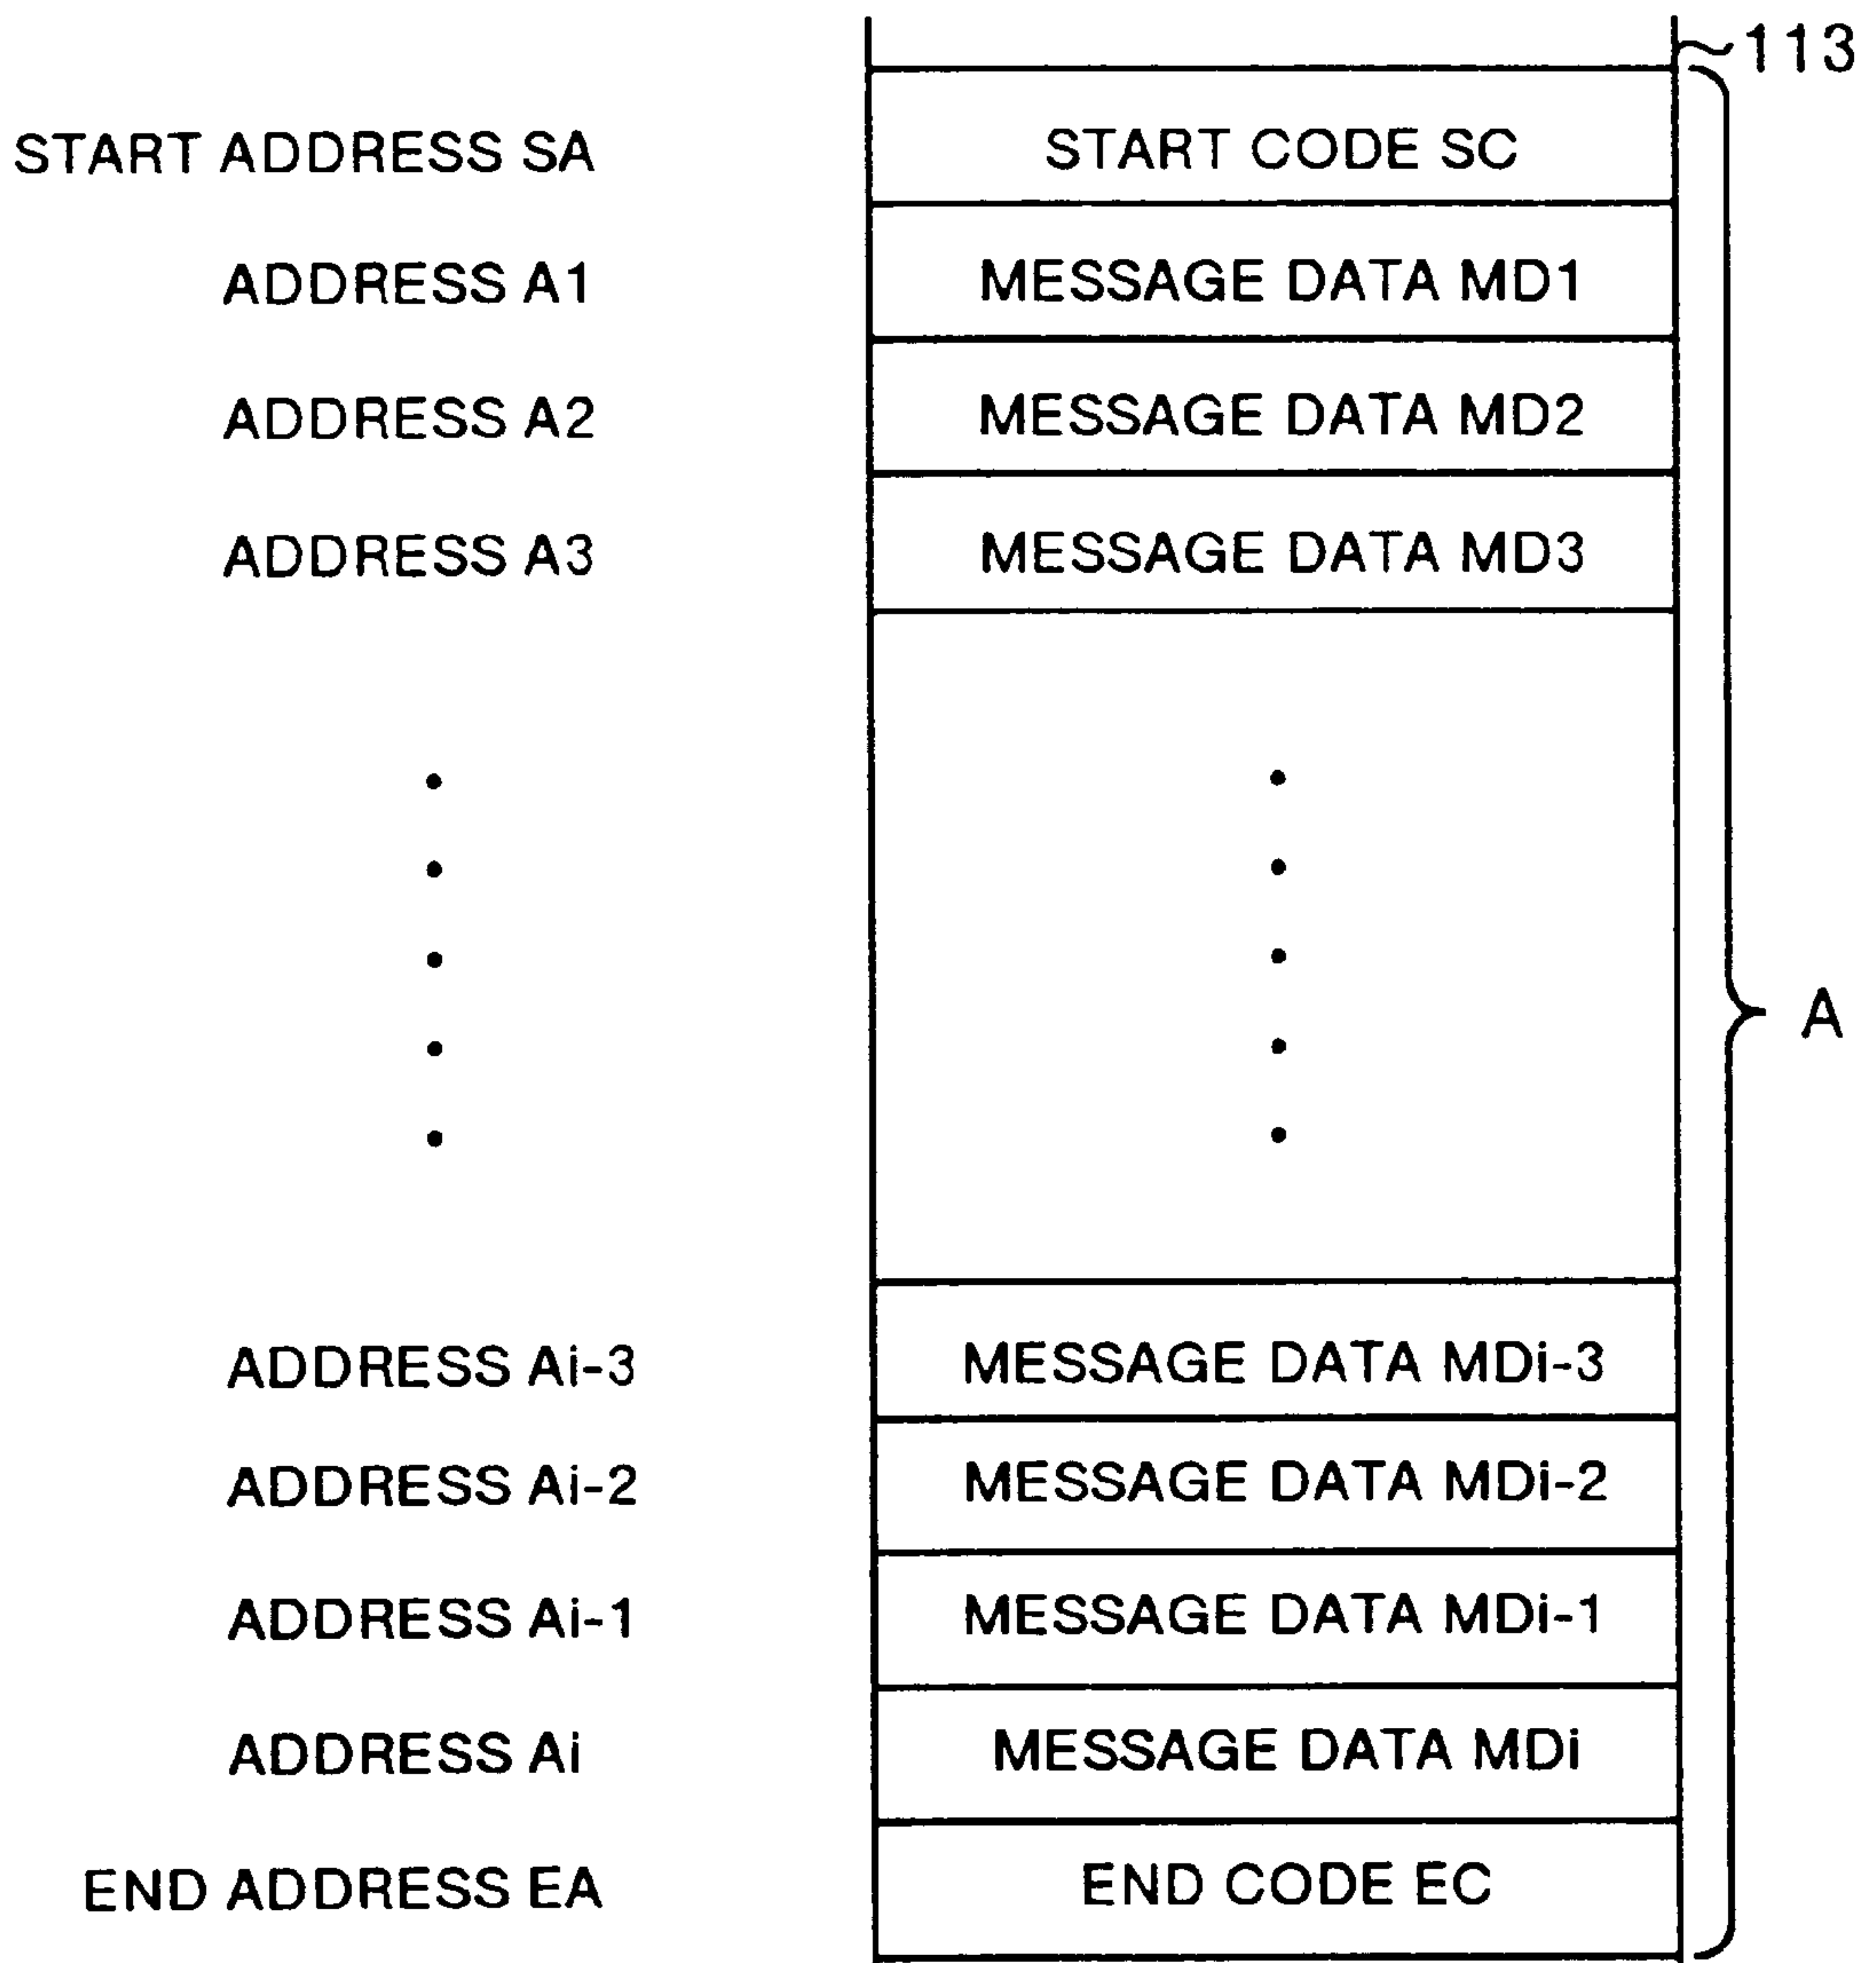 113
START ADDRESS SA START CODE SC
ADDRESS A1 MESSAGE DATA MD1
ADDRESS A2 MESSAGE DATA MD2
ADDRESS A3 MESSAGE DATA MD3
A
ADDRESS Ai-3 MESSAGE DATA MDi-3
ADDRESS Ai-2 MESSAGE DATA MDi-2
ADDRESS Ai-1 MESSAGE DATA MDi-1
ADDRESS Ai MESSAGE DATA MDi
END ADDRESS EA END CODE EC